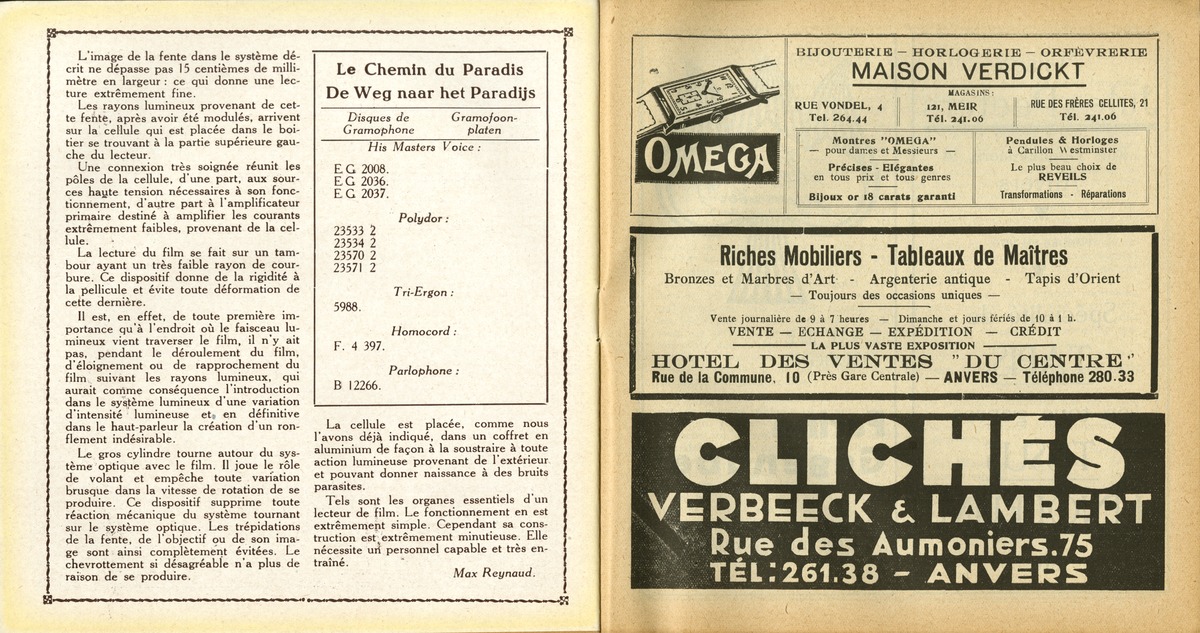 L'image de la fente dans le système dé-
crit ne dépasse pas 15 centièmes de milli-
mètre en largeur : ce qui donne une lec-
ture extrêmement fine.
Les rayons lumineux provenant de cet-
te fente, après avoir été modulés, arrivent
sur la cellule qui est placée dans le boi-
tier se trouvant à la partie supérieure gau-
che du lecteur.
Une connexion très soignée réunit les
pôles de la cellule, d'une part, aux sour-
ces haute tension nécessaires à son fonc-
tionnement, d'autre part à l'amplificateur
primaire destiné à amplifier les courants
extrêmement faibles, provenant de la cel-
lule.
La lecture du film se fait sur un tam-
bour ayant un très faible rayon de cour-
bure. Ce dispositif donne de la rigidité à
la pellicule et évite toute déformation de
cette dernière.
Il est, en effet, de toute première im-
portance qu'à l'endroit où le faisceau lu-
mineux vient traverser le film, il n'y ait
pas, pendant le déroulement du film,
d'éloignement ou de rapprochement du
film suivant les rayons lumineux, qui
aurait comme conséquence l'introduction
dans le système lumineux d'une variation
d'intensité lumineuse et, en définitive
dans le haut-parleur la création d'un ron-
flement indésirable.
Le gros cylindre tourne autour du sys-
tème optique avec le film. Il joue le rôle
de volant et empêche toute variation
brusque dans la vitesse de rotation de se
produire. Ce dispositif supprime toute
réaction mécanique du système tournant
sur le système optique. Les trépidations
de la fente, de l'objectif ou de son ima-
ge sont ainsi complètement évitées. Le
chevrottement si désagréable n'a plus de
raison de se produire.
Le Chemin du Paradis
De Weg naar het Paradijs
Disques de Gramofoon-
Gramophone platen
His Masters Voice :
E.G. 2008.
E.G. 2036.
E.G. 2037.
Polydor :
23533 2
23534 2
23570 2
23571 2
Tri-Ergon :
5988.
Homocord :
F. 4 397.
Parlophone :
B 12266.
La cellule est placée, comme nous
l'avons déjà indiqué, dans un coffret en
aluminium de façon à la soustraire à toute
action lumineuse provenant de l'extérieur
et pouvant donner naissance à des bruits
parasites.
Tels sont les organes essentiels d'un
lecteur de film. Le fonctionnement en est
extrêmement simple. Cependant sa cons-
truction est extrêmement minutieuse. Elle
nécessite un personnel capable et très en-
traîné.
Max Reynaud.
OMEGA
BIJOUTERIE – HORLOGERIE – ORFÈVRERIE
MAISON VERDICKT
MAGASINS:
RUE VONDEL, 4 121, MEIR RUE DES FRÈRES CELLITES, 21
Tel. 264.44 Tél. 241.06 Tél. 241.06
Montres "OMEGA"
— pour dames et Messieurs —
Précises - Elégantes
en tous prix et tous genres
Bijoux or 18 carats garanti
Pendules & Horloges
à Carillon Westminster
Le plus beau choix de
REVEILS
Transformations - Réparations
Riches Mobiliers - Tableaux de Maîtres
Bronzes et Marbres d'Art - Argenterie antique - Tapis d'Orient
— Toujours des occasions uniques —
Vente journalière de 9 à 7 heures — Dimanche et jours fériés de 10 à 1 h.
VENTE — ECHANGE — EXPÉDITION — CRÉDIT
LA PLUS VASTE EXPOSITION
HOTEL DES VENTES "DU CENTRE"
Rue de la Commune, 10 (Près Gare Centrale) — ANVERS — Téléphone 280.33
CLICHÉS
VERBEECK & LAMBERT
Rue des Aumoniers.75
TÉL:261.38 – ANVERS